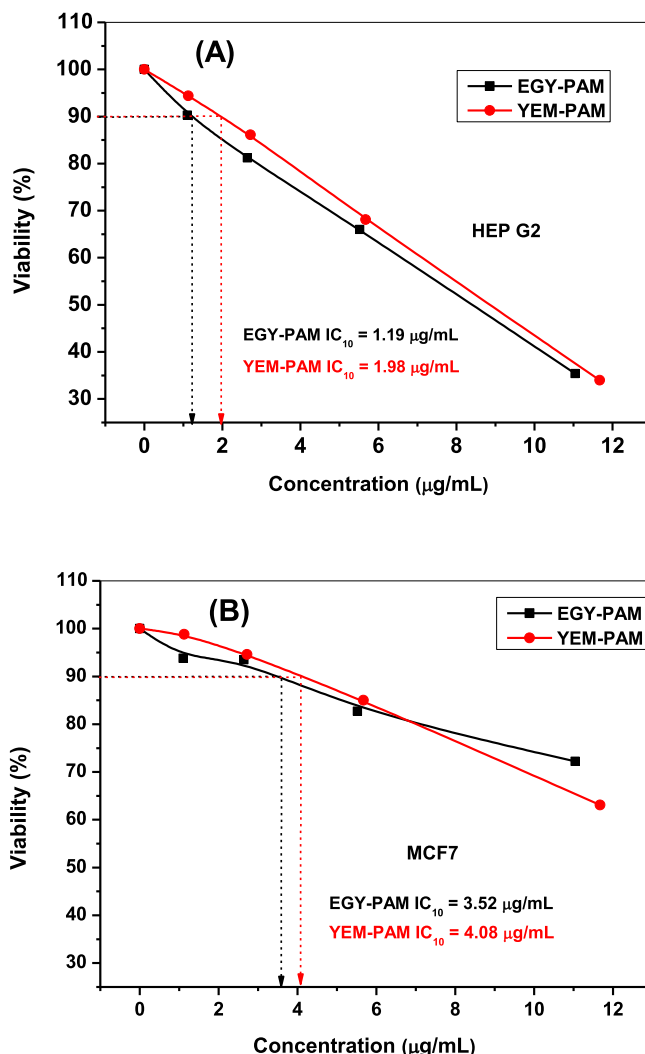 110
(A)
100
EGY-PAM
YEM-PAM
90
80
70
HEP G2
60
50
EGY-PAM IC₁₀ = 1.19 μg/mL
40
YEM-PAM IC₁₀ = 1.98 μg/mL
30
Viability (%)
0 2 4 6 8 10 12
Concentration (μg/mL)
110
(B)
EGY-PAM
100
YEM-PAM
90
80
70
60
MCF7
50
EGY-PAM IC₁₀ = 3.52 μg/mL
40
YEM-PAM IC₁₀ = 4.08 μg/mL
30
Viability (%)
0 2 4 6 8 10 12
Concentration (μg/mL)